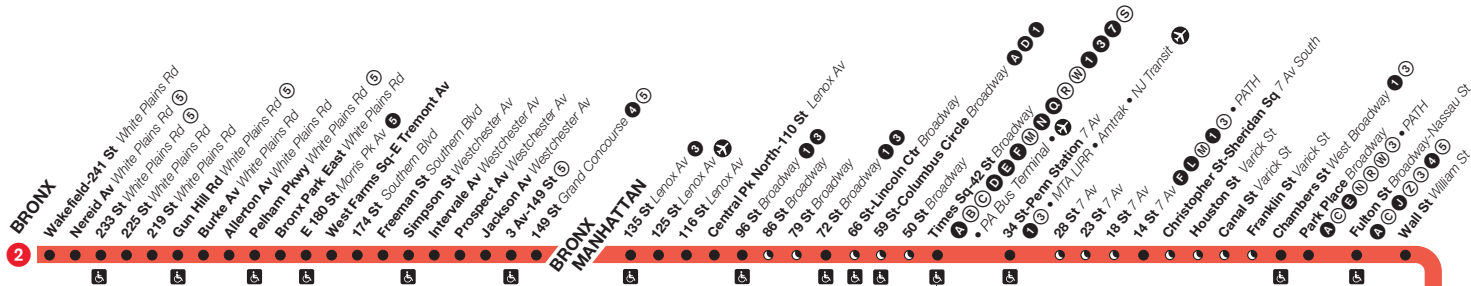 2
BRONX
Wakefield-241 St White Plains Rd
Nereid Av White Plains Rd 5
233 St White Plains Rd 5
225 St White Plains Rd
219 St White Plains Rd
Gun Hill Rd White Plains Rd 5
Burke Av White Plains Rd
Allerton Av White Plains Rd
Pelham Pkwy White Plains Rd 5
Bronx Park East White Plains Rd
E 180 St Morris Pk Av 5
West Farms Sq-E Tremont Av
174 St Southern Blvd
Freeman St Southern Blvd
Simpson St Westchester Av
Intervale Av Westchester Av
Prospect Av Westchester Av
Jackson Av Westchester Av
3 Av-149 St 5
149 St Grand Concourse 4 5
BRONX
MANHATTAN
135 St Lenox Av 3
125 St Lenox Av
116 St Lenox Av
Central Pk North-110 St Lenox Av
96 St Broadway 1 3
86 St Broadway
79 St Broadway
72 St Broadway 1 3
66 St-Lincoln Ctr Broadway
59 St-Columbus Circle Broadway A D 1
50 St Broadway
Times Sq-42 St Broadway
A B C D E F M N Q R W 1 3 7 S
• PA Bus Terminal •
34 St-Penn Station 7 Av
1 3 • MTA LIRR • Amtrak • NJ Transit
28 St 7 Av
23 St 7 Av
18 St 7 Av
14 St 7 Av F L M 1 3 • PATH
Christopher St-Sheridan Sq 7 Av South
Houston St Varick St
Canal St Varick St
Franklin St Varick St
Chambers St West Broadway 1 3
Park Place Broadway
A C E N R W 3 • PATH
Fulton St Broadway-Nassau St
A C J Z 3 4 5
Wall St William St